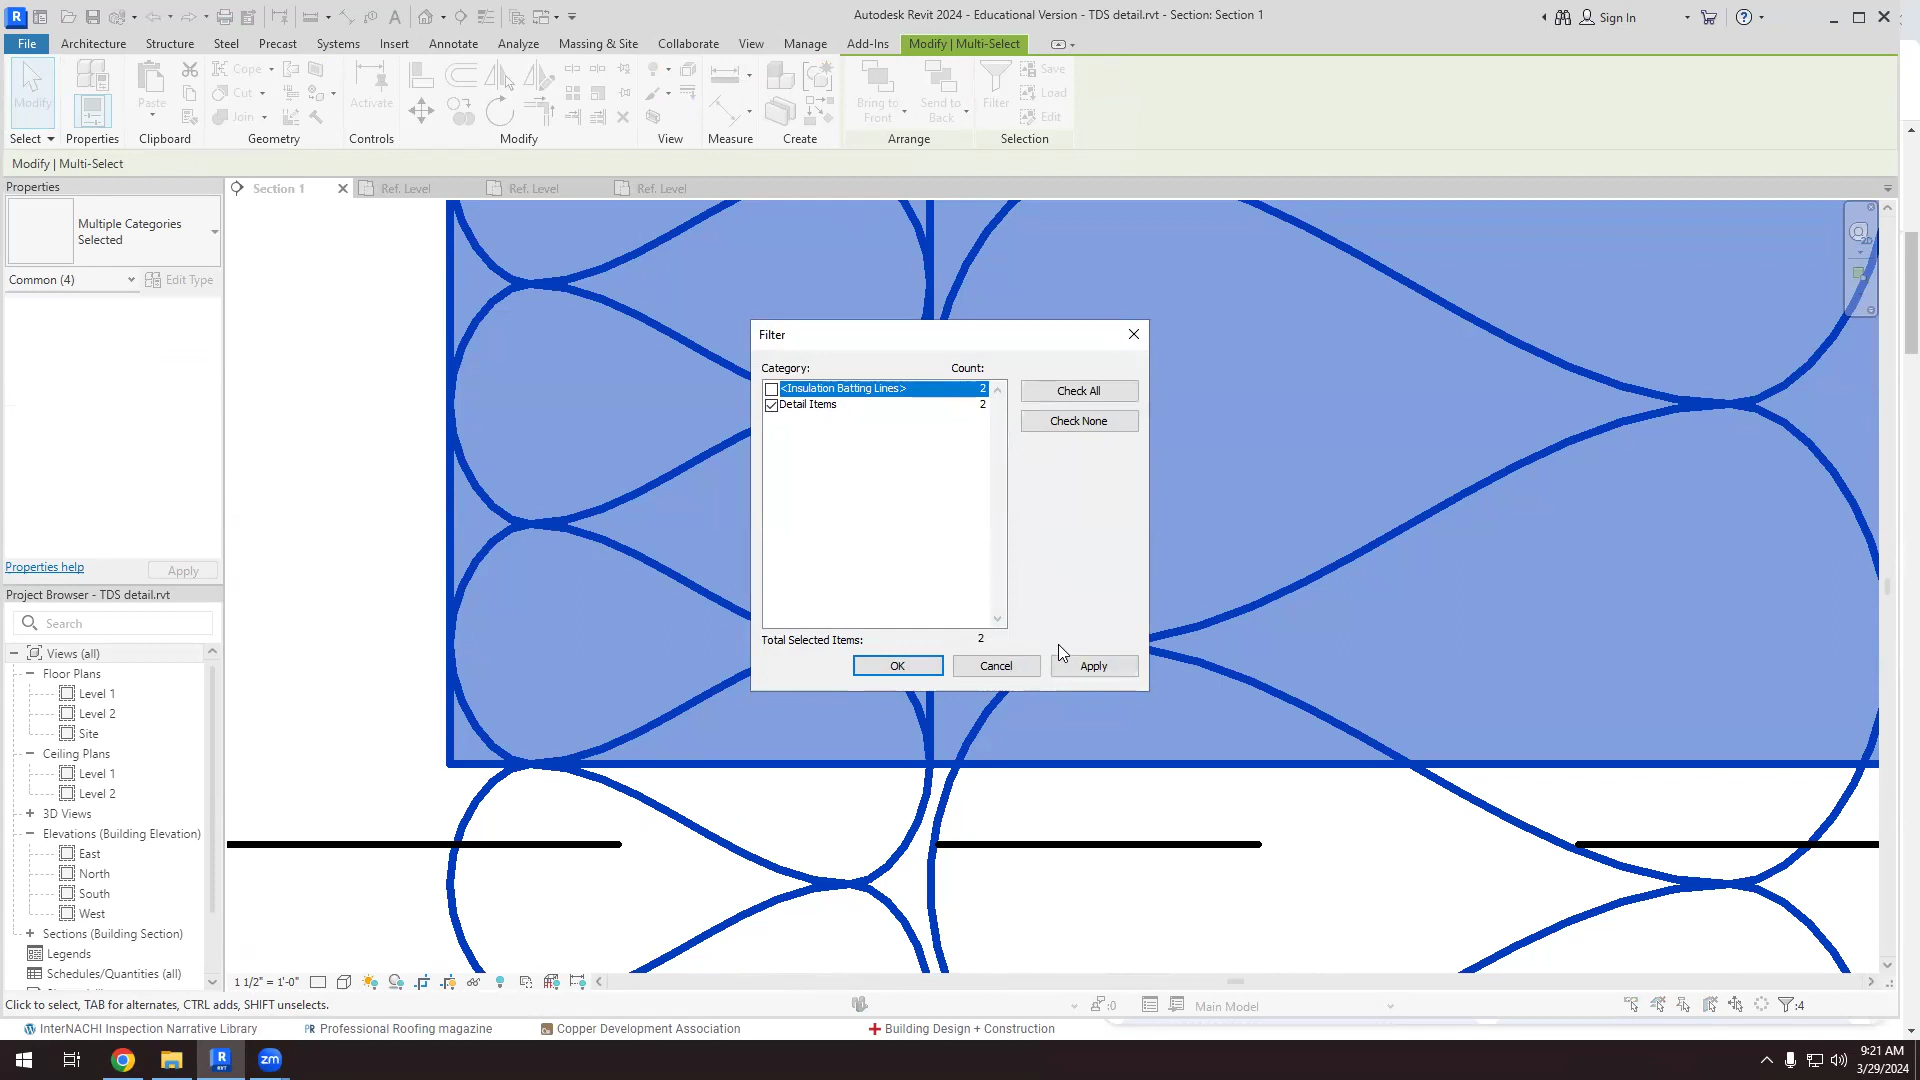 Autodesk Revit 2024 - Educational Version - TDS detail.rvt - Section: Section 1
Sign In
File Architecture Structure Steel Precast Systems Insert Annotate Analyze Massing & Site Collaborate View Manage Add-Ins Modify | Multi-Select
Cope
Save
Cut
Load
Join
Edit
Modify Paste Activate Bring to Front Send to Back Filter
Select Properties Clipboard Geometry Controls Modify View Measure Create Arrange Selection
Modify | Multi-Select
Properties
Section 1 Ref. Level Ref. Level Ref. Level
Multiple Categories
Selected
Common (4) Edit Type
Properties help Apply
Project Browser - TDS detail.rvt
Search
Views (all)
Floor Plans
Level 1
Level 2
Site
Ceiling Plans
Level 1
Level 2
3D Views
Elevations (Building Elevation)
East
North
South
West
Sections (Building Section)
Legends
Schedules/Quantities (all)
Filter
Category: Count:
<Insulation Batting Lines> 2
Detail Items 2
Check All
Check None
Total Selected Items: 2
OK Cancel Apply
2D
1 1/2" = 1'-0"
Click to select, TAB for alternates, CTRL adds, SHIFT unselects.
:0
Main Model
:4
InterNACHI Inspection Narrative Library Professional Roofing magazine Copper Development Association Building Design + Construction
zm
9:21 AM
3/29/2024